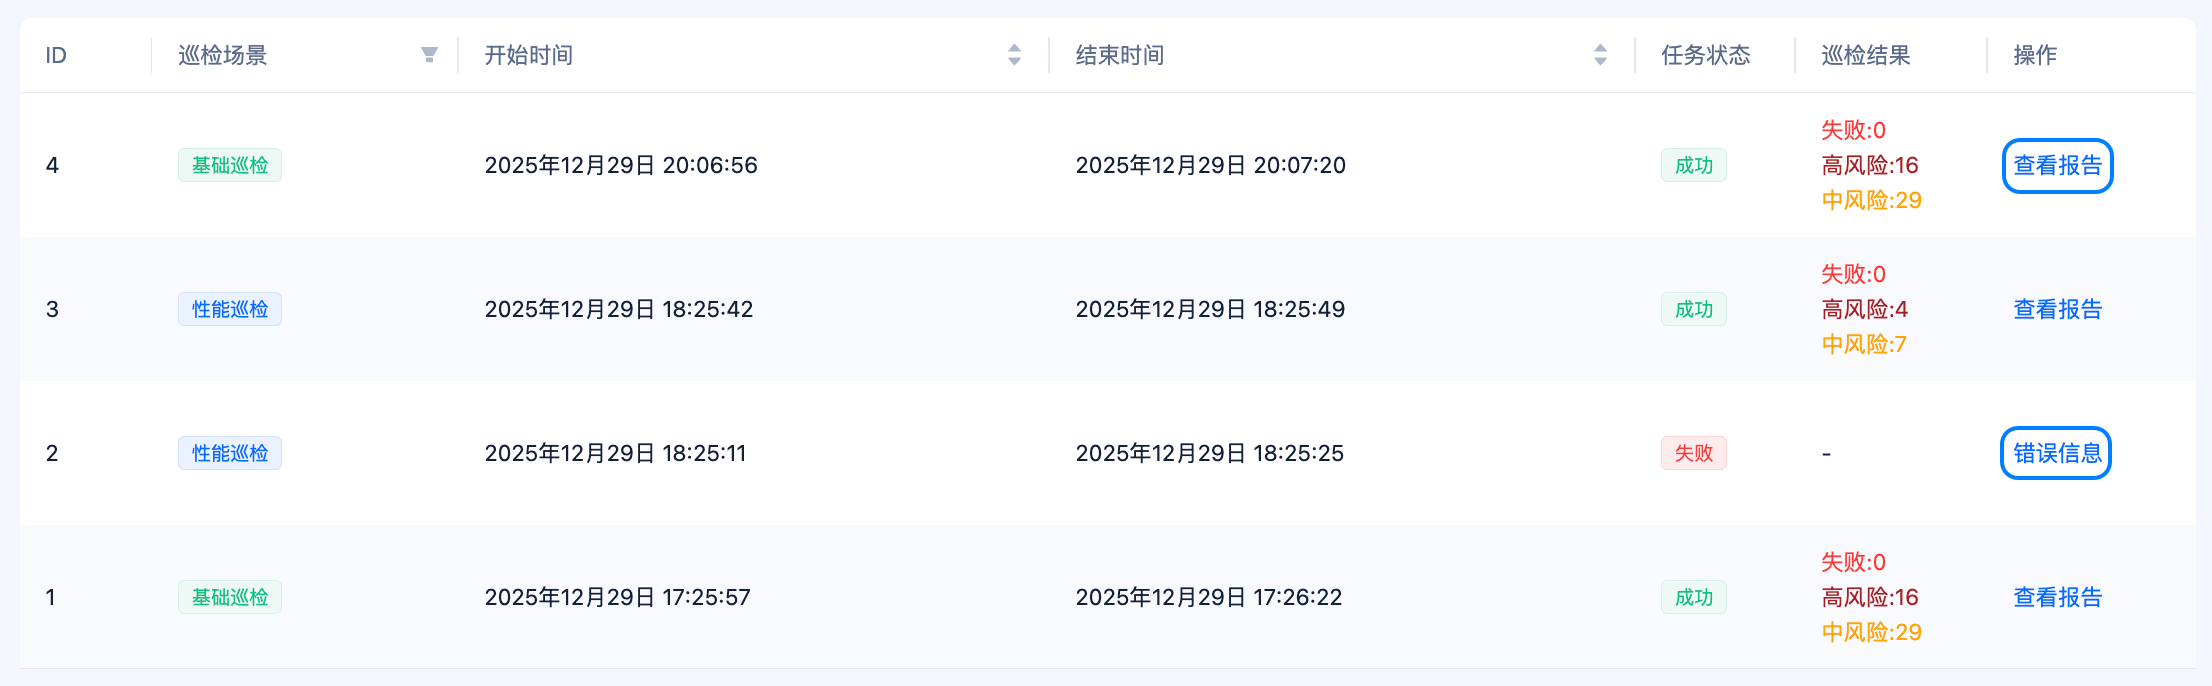 ID 巡检场景 开始时间 结束时间 任务状态 巡检结果 操作
4 基础巡检 2025年12月29日 20:06:56 2025年12月29日 20:07:20 成功 失败:0
高风险:16
中风险:29 查看报告
3 性能巡检 2025年12月29日 18:25:42 2025年12月29日 18:25:49 成功 失败:0
高风险:4
中风险:7 查看报告
2 性能巡检 2025年12月29日 18:25:11 2025年12月29日 18:25:25 失败 - 错误信息
1 基础巡检 2025年12月29日 17:25:57 2025年12月29日 17:26:22 成功 失败:0
高风险:16
中风险:29 查看报告